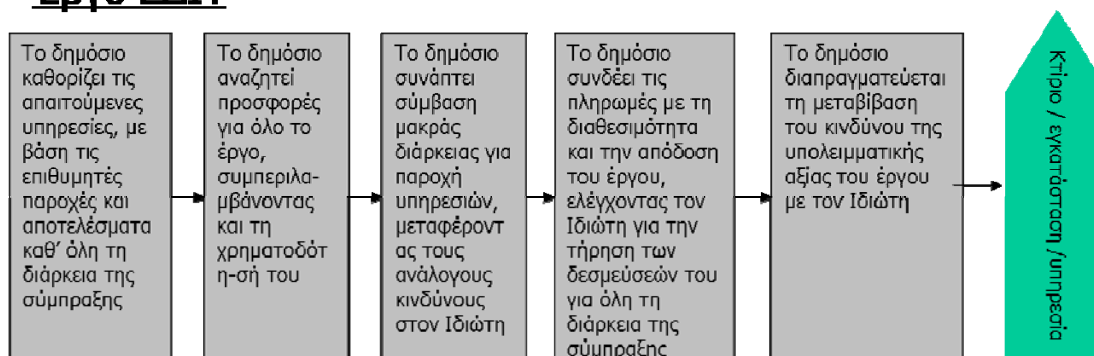 Έργο ΣΔΙΤ
Το δημόσιο
καθορίζει τις
απαιτούμενες
υπηρεσίες, με
βάση τις
επιθυμητές
παροχές και
αποτελέσματα
καθ’ όλη τη
διάρκεια της
σύμπραξης
Το δημόσιο
αναζητεί
προσφορές
για όλο το
έργο,
συμπεριλα-
μβάνοντας
και τη
χρηματοδότ
η-σή του
Το δημόσιο
συνάπτει
σύμβαση
μακράς
διάρκειας για
παροχή
υπηρεσιών,
μεταφέροντ
ας τους
ανάλογους
κινδύνους
στον Ιδιώτη
Το δημόσιο
συνδέει τις
πληρωμές με τη
διαθεσιμότητα
και την απόδοση
του έργου,
ελέγχοντας τον
Ιδιώτη για την
τήρηση των
δεσμεύσεών του
για όλη τη
διάρκεια της
σύμπραξης
Το δημόσιο
διαπραγματεύεται
τη μεταβίβαση
του κινδύνου της
υπολειμματικής
αξίας του έργου
με τον Ιδιώτη
Κτίριο / εγκατάσταση /υπηρεσία